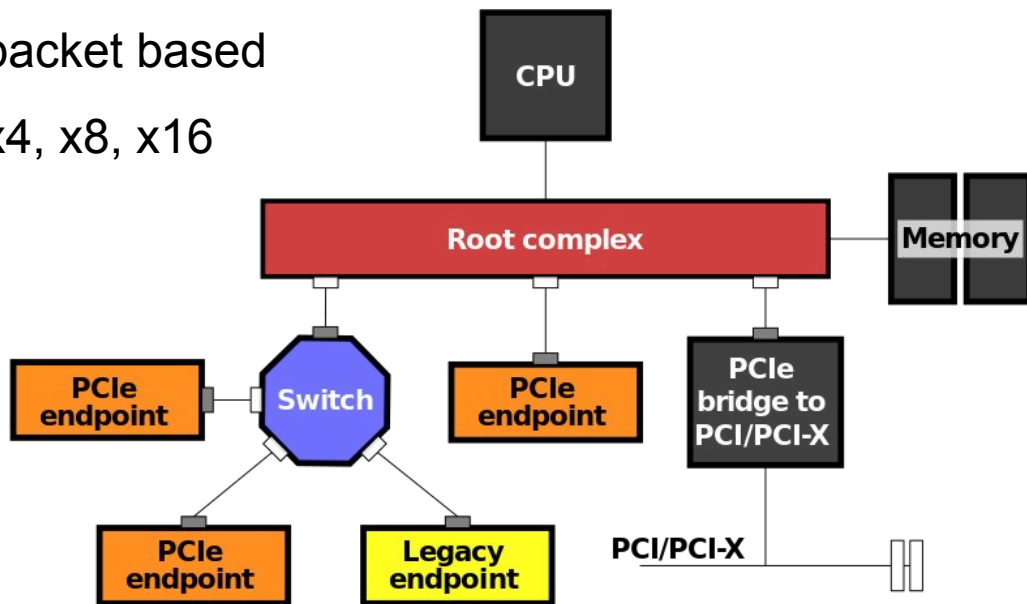 packet based
x4, x8, x16
CPU
Root complex
Memory
PCIe
endpoint
Switch
PCIe
endpoint
PCIe
bridge to
PCI/PCI-X
PCIe
endpoint
Legacy
endpoint
PCI/PCI-X